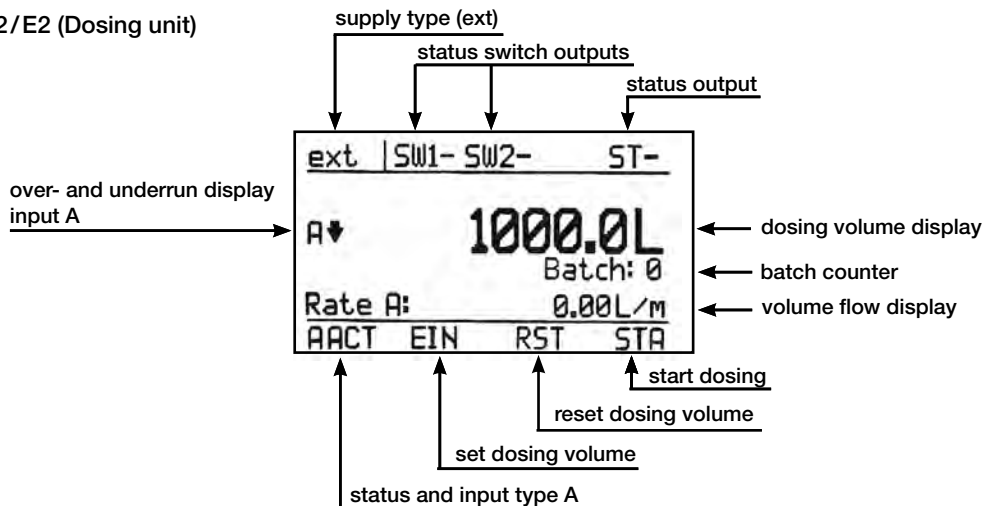 2/E2 (Dosing unit)
supply type (ext)
status switch outputs
status output
ext SW1- SW2- ST-
over- and underrun display
input A
A 1000.0L
dosing volume display
Batch: 0
batch counter
Rate A: 0.00L/m
volume flow display
AACT EIN RST STA
start dosing
reset dosing volume
set dosing volume
status and input type A